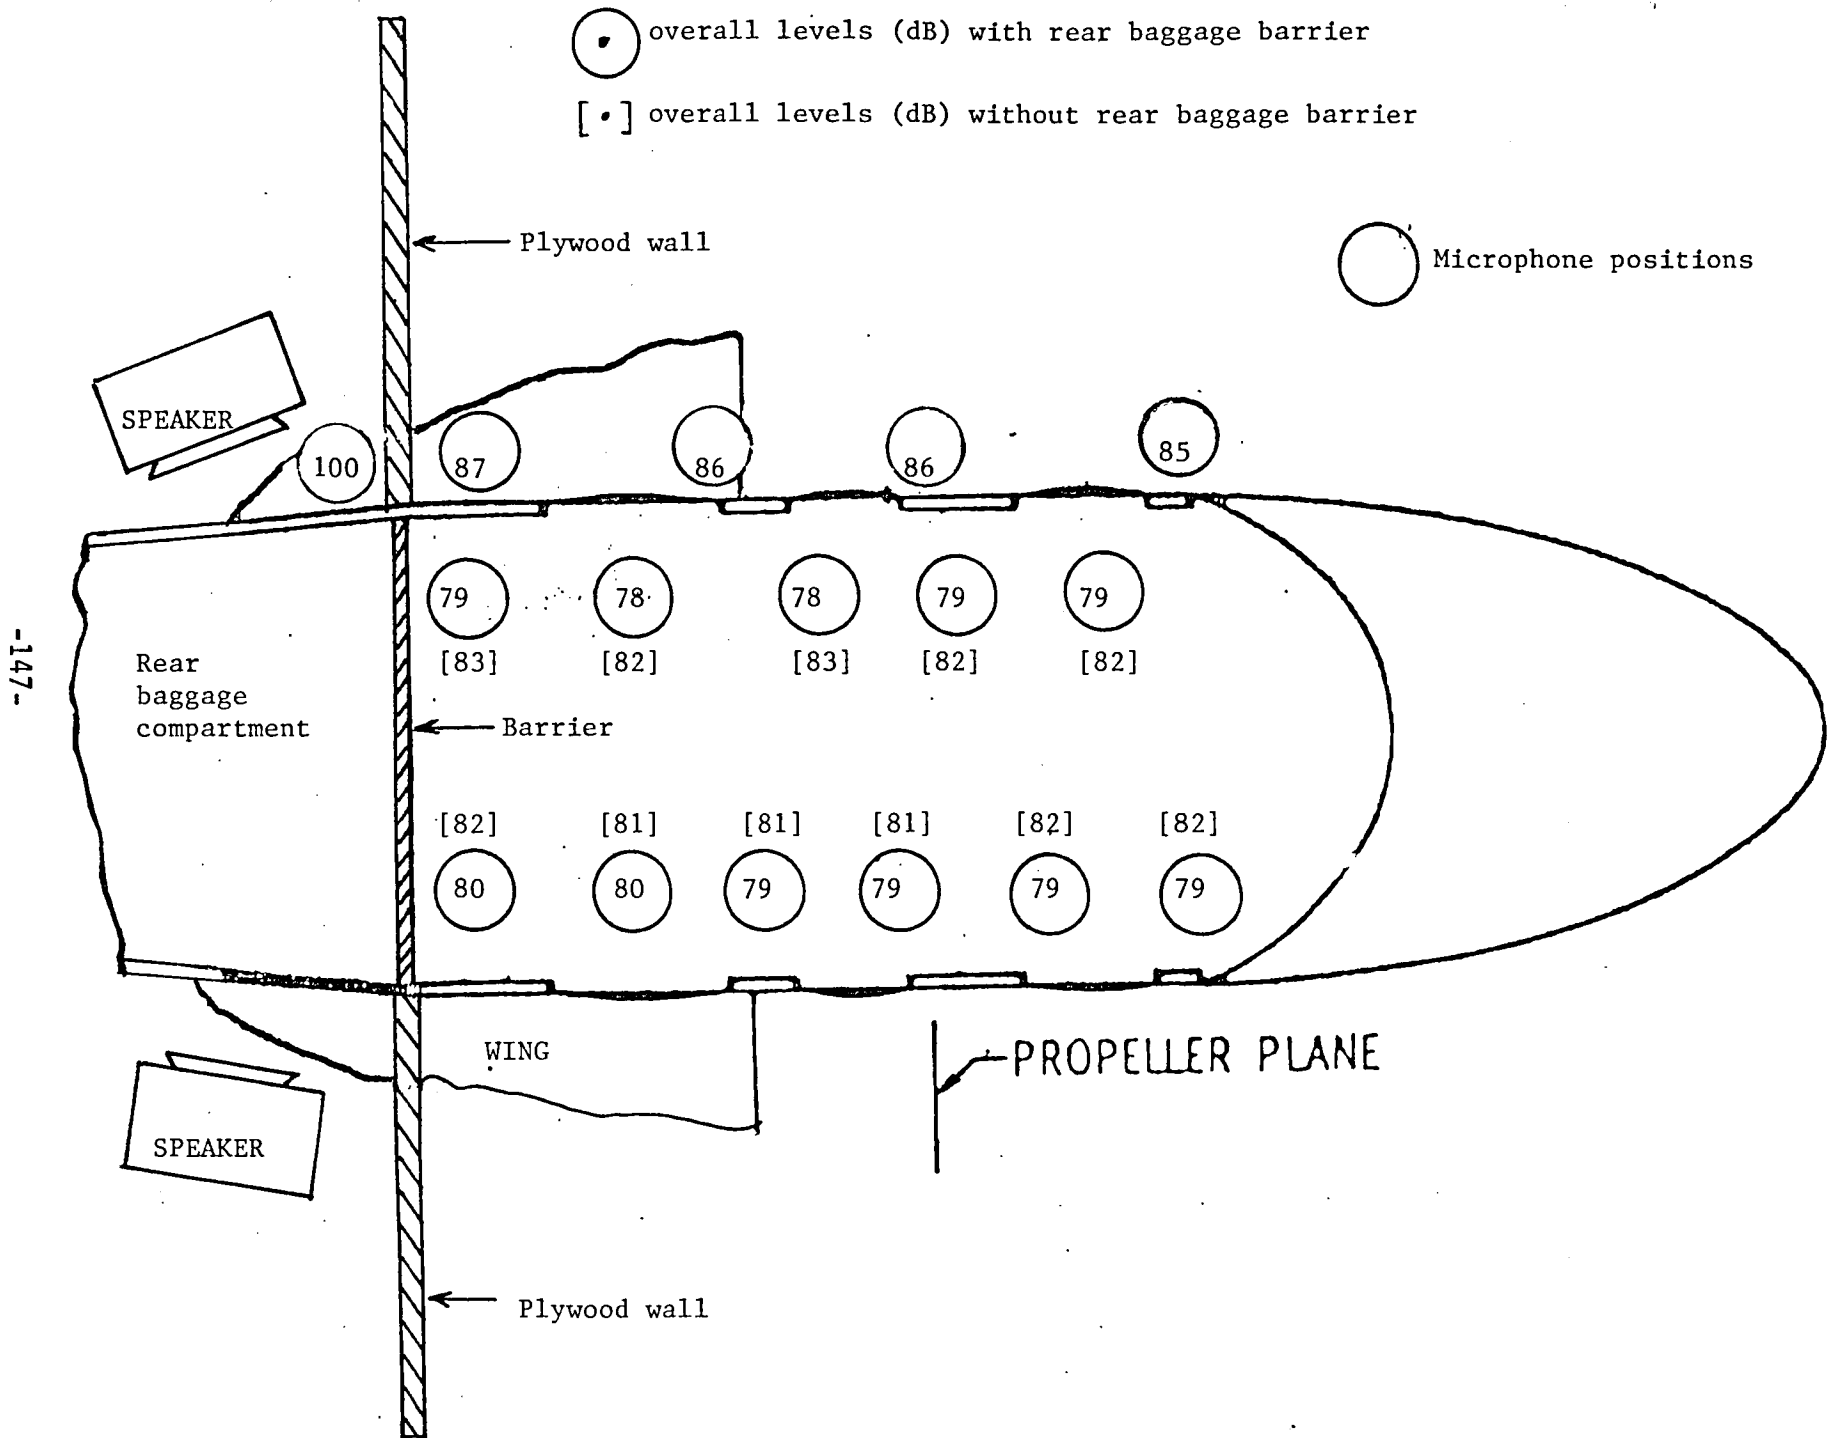 overall levels (dB) with rear baggage barrier
[•] overall levels (dB) without rear baggage barrier
Plywood wall
Microphone positions
SPEAKER
100
87
86
86
85
79
78
78
79
79
[83]
[82]
[83]
[82]
[82]
Rear
baggage
compartment
Barrier
[82]
[81]
[81]
[81]
[82]
[82]
80
80
79
79
79
79
WING
PROPELLER PLANE
SPEAKER
Plywood wall
-147-